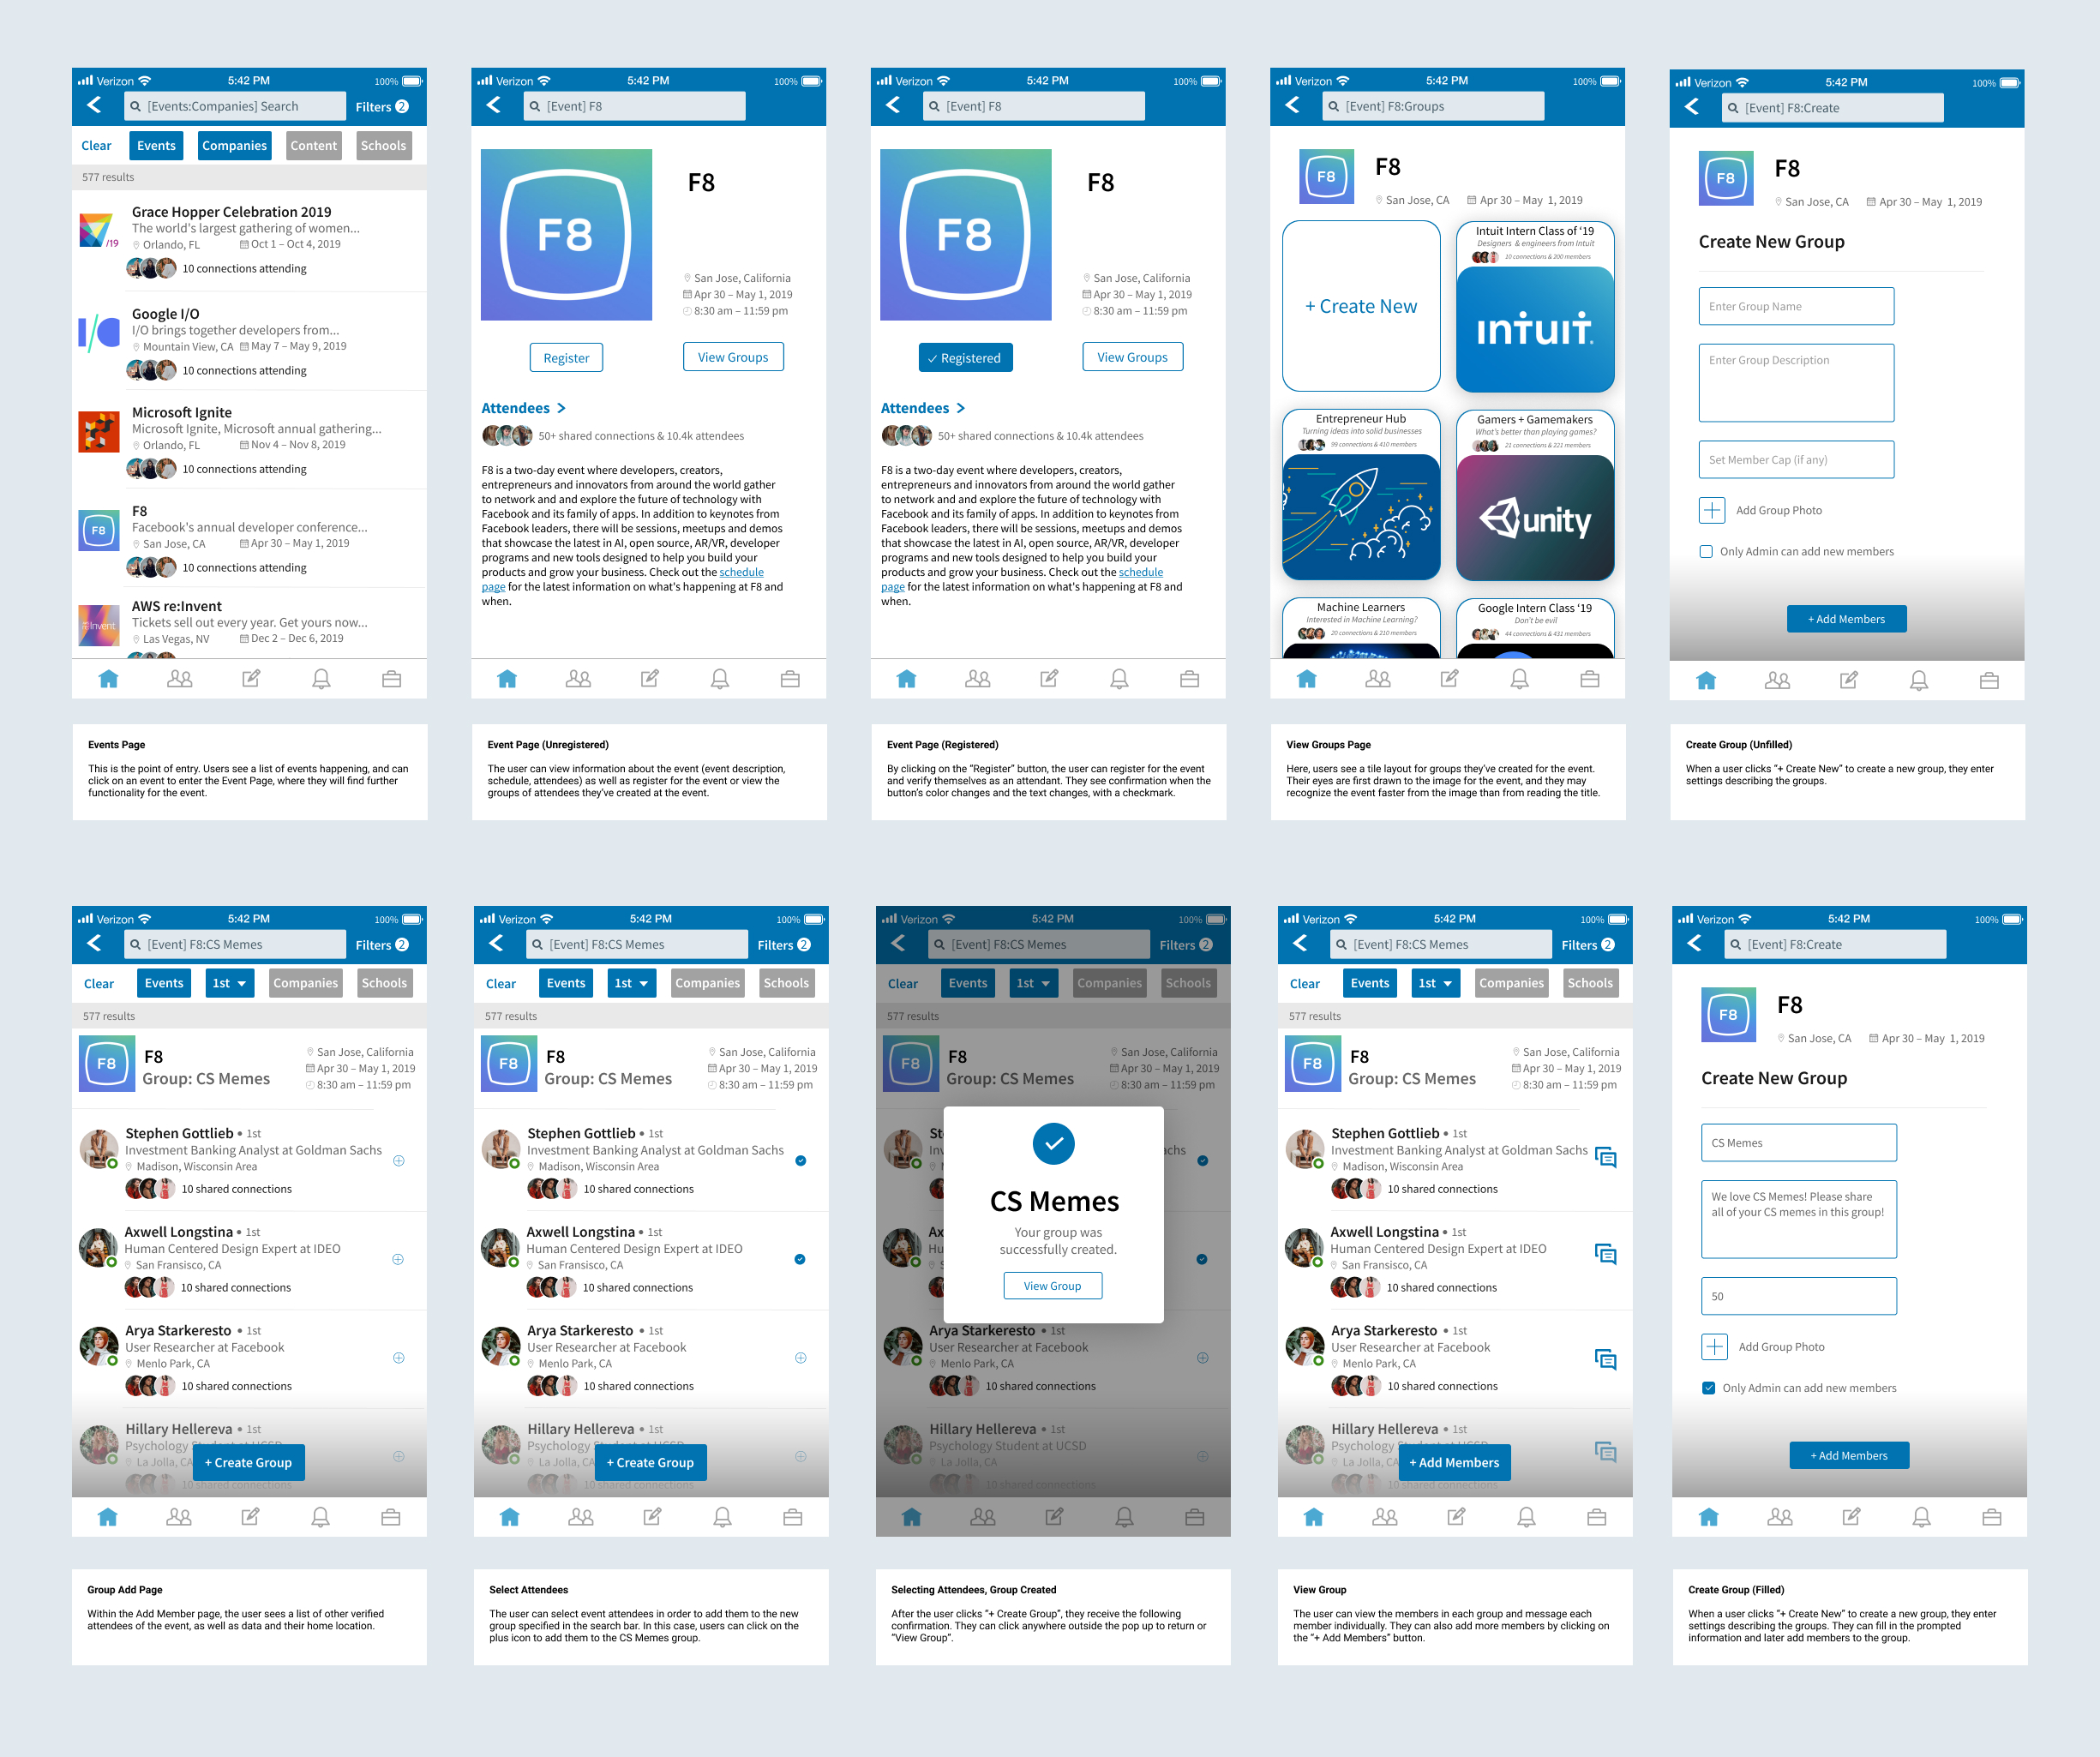 Verizon 5:42 PM 100%
[Events:Companies] Search Filters 2
Clear Events Companies Content Schools
577 results
Grace Hopper Celebration 2019
The world's largest gathering of women...
Orlando, FL Oct 1 – Oct 4, 2019
/19
10 connections attending
Google I/O
I/O brings together developers from...
Mountain View, CA May 7 – May 9, 2019
10 connections attending
Microsoft Ignite
Microsoft Ignite, Microsoft annual gathering...
Orlando, FL Nov 4 – Nov 8, 2019
10 connections attending
F8
Facebook's annual developer conference...
F8
San Jose, CA Apr 30 – May 1, 2019
10 connections attending
AWS re:Invent
Tickets sell out every year. Get yours now...
Las Vegas, NV Dec 2 – Dec 6, 2019
Verizon 5:42 PM 100%
[Event] F8
F8
F8
San Jose, California
Apr 30 – May 1, 2019
8:30 am – 11:59 pm
Register View Groups
Attendees >
50+ shared connections & 10.4k attendees
F8 is a two-day event where developers, creators,
entrepreneurs and innovators from around the world gather
to network and and explore the future of technology with
Facebook and its family of apps. In addition to keynotes from
Facebook leaders, there will be sessions, meetups and demos
that showcase the latest in AI, open source, AR/VR, developer
programs and new tools designed to help you build your
products and grow your business. Check out the schedule
page for the latest information on what's happening at F8 and
when.
Verizon 5:42 PM 100%
[Event] F8
F8
F8
San Jose, California
Apr 30 – May 1, 2019
8:30 am – 11:59 pm
✓ Registered View Groups
Attendees >
50+ shared connections & 10.4k attendees
F8 is a two-day event where developers, creators,
entrepreneurs and innovators from around the world gather
to network and and explore the future of technology with
Facebook and its family of apps. In addition to keynotes from
Facebook leaders, there will be sessions, meetups and demos
that showcase the latest in AI, open source, AR/VR, developer
programs and new tools designed to help you build your
products and grow your business. Check out the schedule
page for the latest information on what's happening at F8 and
when.
Verizon 5:42 PM 100%
[Event] F8:Groups
F8
F8
San Jose, CA Apr 30 – May 1, 2019
+ Create New
Intuit Intern Class of ‘19
Designers & engineers from Intuit
10 connections & 200 members
intuit.
Entrepreneur Hub
Turning ideas into solid businesses
99 connections & 410 members
Gamers + Gamemakers
What's better than playing games?
21 connections & 221 members
unity
Machine Learners
Interested in Machine Learning?
20 connections & 210 members
Google Intern Class ‘19
Don't be evil
44 connections & 431 members
Verizon 5:42 PM 100%
[Event] F8:Create
F8
F8
San Jose, CA Apr 30 – May 1, 2019
Create New Group
Enter Group Name
Enter Group Description
Set Member Cap (if any)
Add Group Photo
Only Admin can add new members
+ Add Members
Events Page
This is the point of entry. Users see a list of events happening, and can
click on an event to enter the Event Page, where they will find further
functionality for the event.
Event Page (Unregistered)
The user can view information about the event (event description,
schedule, attendees) as well as register for the event or view the
groups of attendees they've created at the event.
Event Page (Registered)
By clicking on the “Register” button, the user can register for the event
and verify themselves as an attendant. They see confirmation when the
button's color changes and the text changes, with a checkmark.
View Groups Page
Here, users see a tile layout for groups they've created for the event.
Their eyes are first drawn to the image for the event, and they may
recognize the event faster from the image than from reading the title.
Create Group (Unfilled)
When a user clicks “+ Create New” to create a new group, they enter
settings describing the groups.
Verizon 5:42 PM 100%
[Event] F8:CS Memes Filters 2
Clear Events 1st Companies Schools
577 results
F8
F8
Group: CS Memes
San Jose, California
Apr 30 – May 1, 2019
8:30 am – 11:59 pm
Stephen Gottlieb • 1st
Investment Banking Analyst at Goldman Sachs
Madison, Wisconsin Area
10 shared connections
Axwell Longstina • 1st
Human Centered Design Expert at IDEO
San Fransisco, CA
10 shared connections
Arya Starkeresto • 1st
User Researcher at Facebook
Menlo Park, CA
10 shared connections
Hillary Hellereva • 1st
Psychology Student at UCSD
La Jolla, CA
10 shared connections
+ Create Group
Verizon 5:42 PM 100%
[Event] F8:CS Memes Filters 2
Clear Events 1st Companies Schools
577 results
F8
F8
Group: CS Memes
San Jose, California
Apr 30 – May 1, 2019
8:30 am – 11:59 pm
Stephen Gottlieb • 1st
Investment Banking Analyst at Goldman Sachs
Madison, Wisconsin Area
10 shared connections
Axwell Longstina • 1st
Human Centered Design Expert at IDEO
San Fransisco, CA
10 shared connections
Arya Starkeresto • 1st
User Researcher at Facebook
Menlo Park, CA
10 shared connections
Hillary Hellereva • 1st
Psychology Student at UCSD
La Jolla, CA
10 shared connections
+ Create Group
Verizon 5:42 PM 100%
[Event] F8:CS Memes Filters 2
Clear Events 1st Companies Schools
577 results
F8
F8
Group: CS Memes
San Jose, California
Apr 30 – May 1, 2019
8:30 am – 11:59 pm
CS Memes
Your group was
successfully created.
View Group
Arya Starkeresto • 1st
User Researcher at Facebook
Menlo Park, CA
10 shared connections
Hillary Hellereva • 1st
Psychology Student at UCSD
La Jolla, CA
10 shared connections
Verizon 5:42 PM 100%
[Event] F8:CS Memes Filters 2
Clear Events 1st Companies Schools
577 results
F8
F8
Group: CS Memes
San Jose, California
Apr 30 – May 1, 2019
8:30 am – 11:59 pm
Stephen Gottlieb • 1st
Investment Banking Analyst at Goldman Sachs
Madison, Wisconsin Area
10 shared connections
Axwell Longstina • 1st
Human Centered Design Expert at IDEO
San Fransisco, CA
10 shared connections
Arya Starkeresto • 1st
User Researcher at Facebook
Menlo Park, CA
10 shared connections
Hillary Hellereva • 1st
Psychology Student at UCSD
La Jolla, CA
10 shared connections
+ Add Members
Verizon 5:42 PM 100%
[Event] F8:Create
F8
F8
San Jose, CA Apr 30 – May 1, 2019
Create New Group
CS Memes
We love CS Memes! Please share
all of your CS memes in this group!
50
Add Group Photo
Only Admin can add new members
+ Add Members
Group Add Page
Within the Add Member page, the user sees a list of other verified
attendees of the event, as well as data and their home location.
Select Attendees
The user can select event attendees in order to add them to the new
group specified in the search bar. In this case, users can click on the
plus icon to add them to the CS Memes group.
Selecting Attendees, Group Created
After the user clicks “+ Create Group”, they receive the following
confirmation. They can click anywhere outside the pop up to return or
“View Group”.
View Group
The user can view the members in each group and message each
member individually. They can also add more members by clicking on
the “+ Add Members” button.
Create Group (Filled)
When a user clicks “+ Create New” to create a new group, they enter
settings describing the groups. They can fill in the prompted
information and later add members to the group.